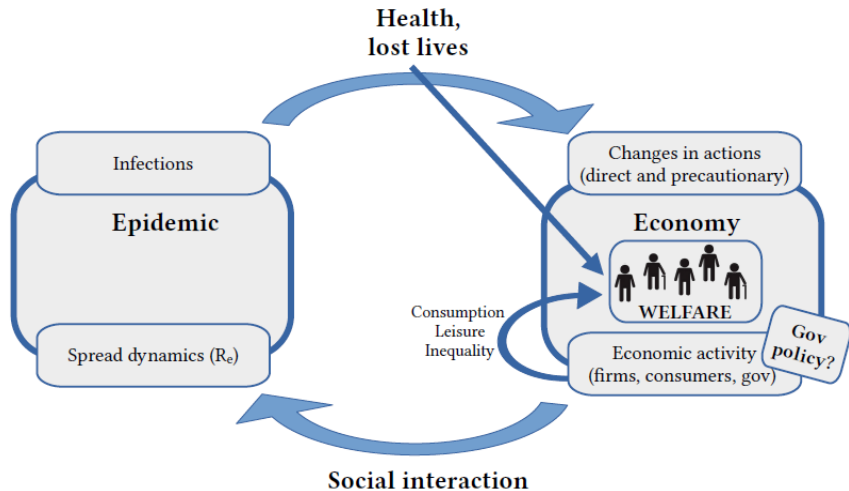 Health,
lost lives
Infections
Epidemic
Spread dynamics (Rₑ)
Changes in actions
(direct and precautionary)
Economy
WELFARE
Consumption
Leisure
Inequality
Economic activity
(firms, consumers, gov)
Gov
policy?
Social interaction